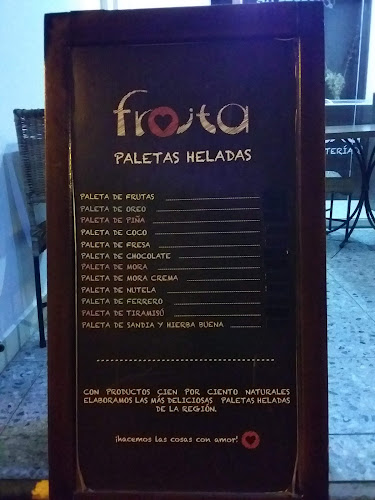 froita
PALETAS HELADAS
PALETA DE FRUTAS
PALETA DE OREO
PALETA DE PIÑA
PALETA DE COCO
PALETA DE FRESA
PALETA DE CHOCOLATE
PALETA DE MORA
PALETA DE MORA CREMA
PALETA DE NUTELA
PALETA DE FERRERO
PALETA DE TIRAMISÚ
PALETA DE SANDIA Y HIERBA BUENA
CON PRODUCTOS CIEN POR CIENTO NATURALES
ELABORAMOS LAS MÁS DELICIOSAS PALETAS HELADAS
DE LA REGIÓN.
¡hacemos las cosas con amor!